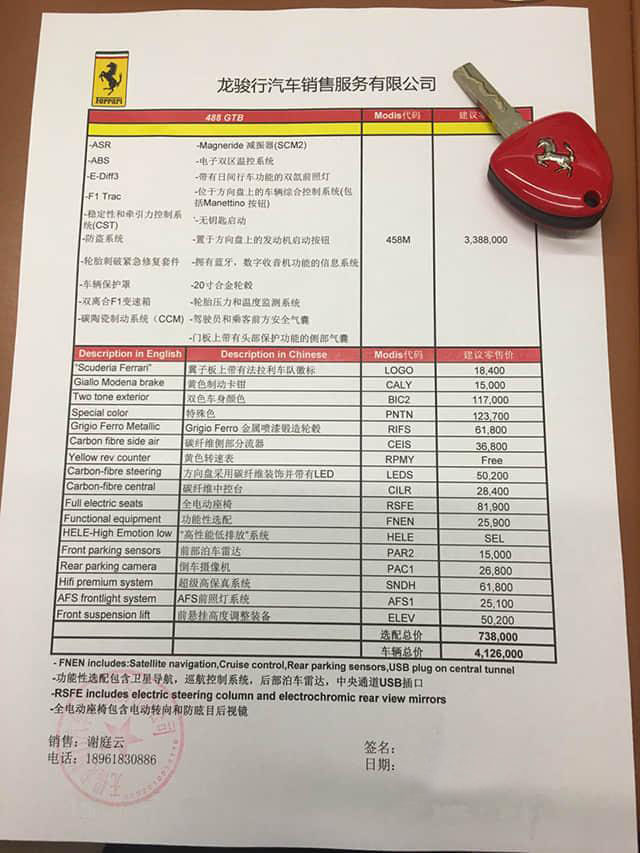 Ferrari
龙骏行汽车销售服务有限公司
488 GTB Modis代码 建议零
-ASR -Magneride 减振器(SCM2)
-ABS -电子双区温控系统
-E-Diff3 -带有日间行车功能的双氙前照灯
-F1 Trac -位于方向盘上的车辆综合控制系统(包
括Manettino 按钮)
-稳定性和牵引力控制系
统(CST) -无钥匙启动
-防盗系统 -置于方向盘上的发动机启动按钮 458M 3,388,000
-轮胎刺破紧急修复套件 -拥有蓝牙，数字收音机功能的信息系统
-车辆保护罩 -20寸合金轮毂
-双离合F1变速箱 -轮胎压力和温度监测系统
-碳陶瓷制动系统（CCM） -驾驶员和乘客前方安全气囊
-门板上带有头部保护功能的侧部气囊
Description in English Description in Chinese Modis代码 建议零售价
"Scuderia Ferrari" 翼子板上带有法拉利车队徽标 LOGO 18,400
Giallo Modena brake 黄色制动卡钳 CALY 15,000
Two tone exterior 双色车身颜色 BIC2 117,000
Special color 特殊色 PNTN 123,700
Grigio Ferro Metallic Grigio Ferro 金属喷漆锻造轮毂 RIFS 61,800
Carbon fibre side air 碳纤维侧部分流器 CEIS 36,800
Yellow rev counter 黄色转速表 RPMY Free
Carbon-fibre steering 方向盘采用碳纤维装饰并带有LED LEDS 50,200
Carbon-fibre central 碳纤维中控台 CILR 28,400
Full electric seats 全电动座椅 RSFE 81,900
Functional equipment 功能性选配 FNEN 25,900
HELE-High Emotion low “高性能低排放”系统 HELE SEL
Front parking sensors 前部泊车雷达 PAR2 15,000
Rear parking camera 倒车摄像机 PAC1 26,800
Hifi premium system 超级高保真系统 SNDH 61,800
AFS frontlight system AFS前照灯系统 AFS1 25,100
Front suspension lift 前悬挂高度调整装备 ELEV 50,200
选配总价 738,000
车辆总价 4,126,000
- FNEN includes:Satellite navigation,Cruise control,Rear parking sensors,USB plug on central tunnel
-功能性选配包含卫星导航，巡航控制系统，后部泊车雷达，中央通道USB插口
-RSFE includes electric steering column and electrochromic rear view mirrors
-全电动座椅包含电动转向和防眩目后视镜
销售：谢庭云 签名：
电话：18961830886 日期：